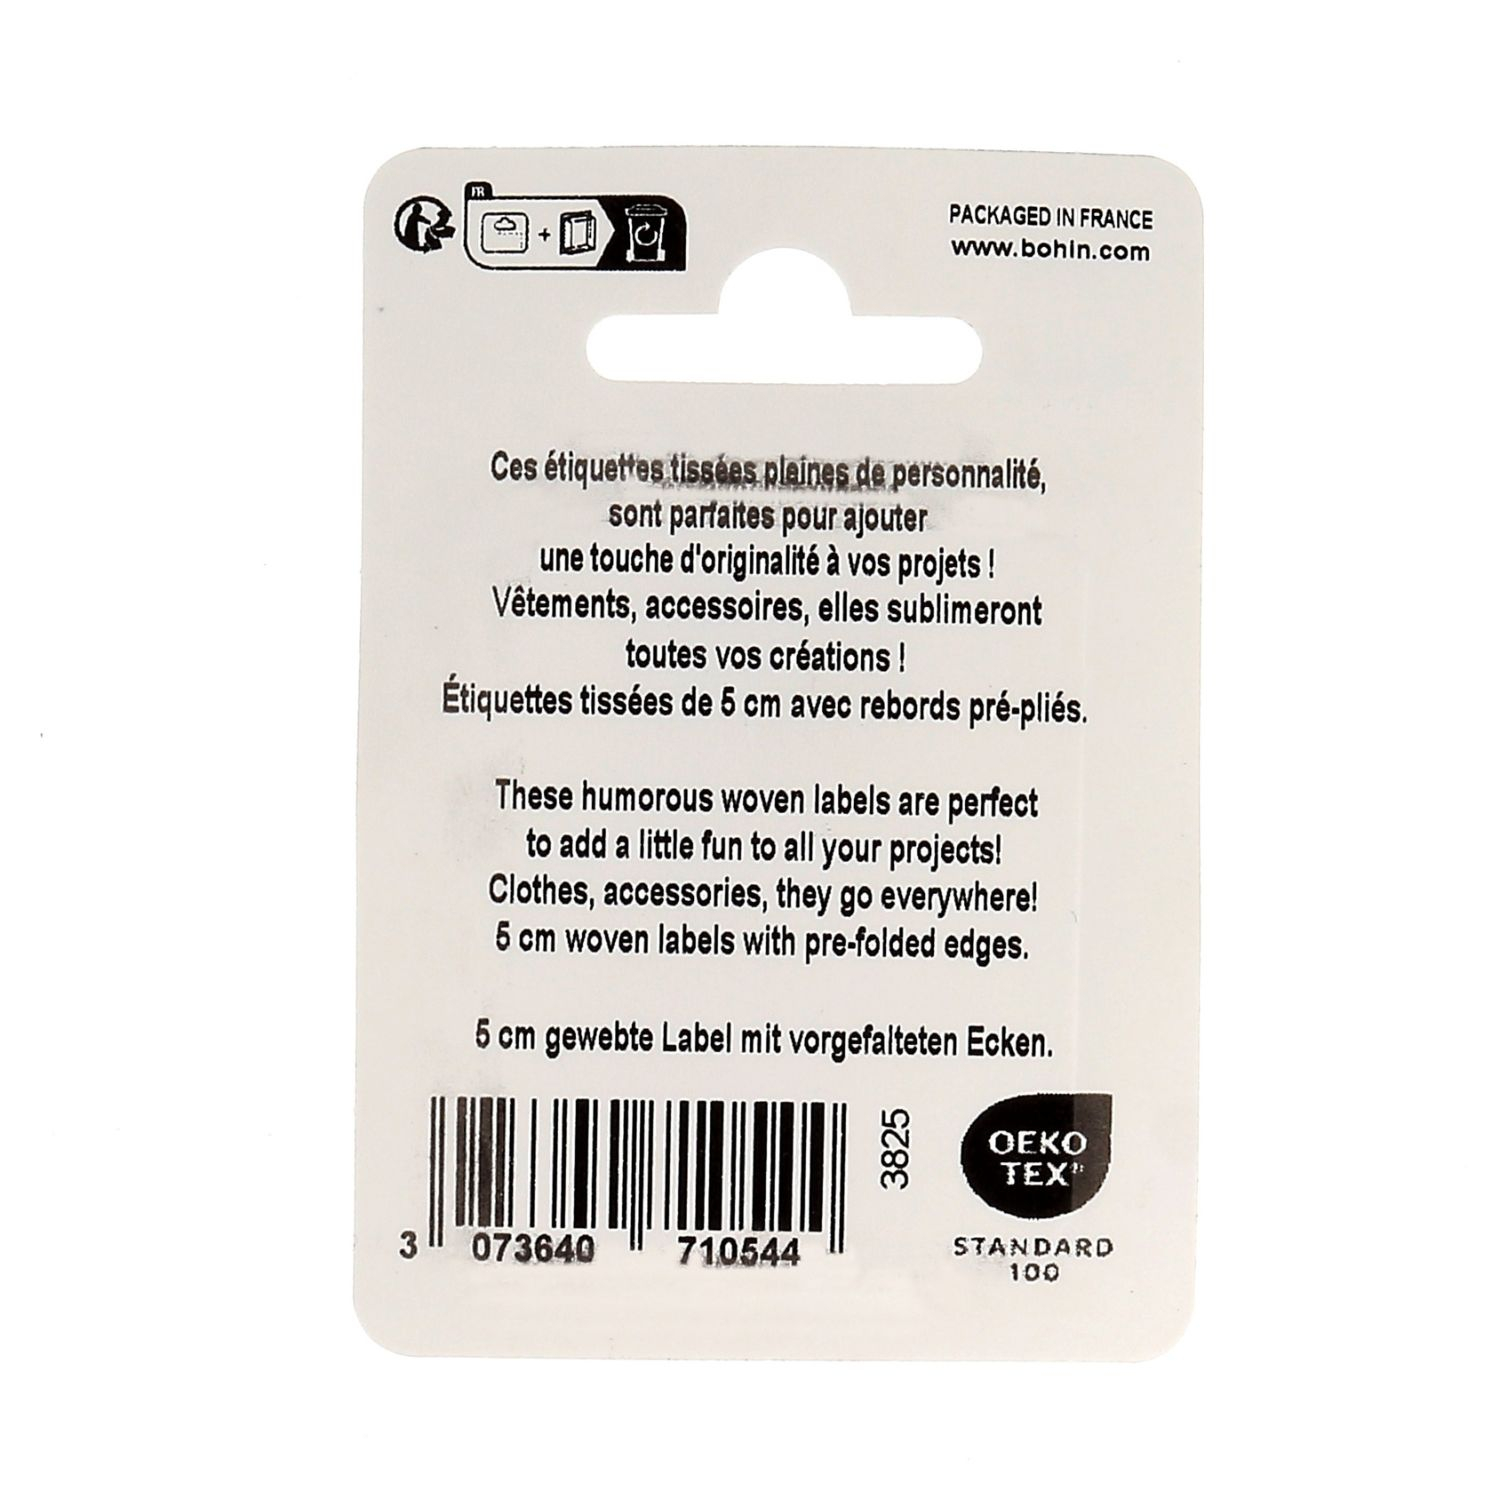 FR
PACKAGED IN FRANCE
www.bohin.com
Ces étiquettes tissées pleines de personnalité,
sont parfaites pour ajouter
une touche d'originalité à vos projets !
Vêtements, accessoires, elles sublimeront
toutes vos créations !
Étiquettes tissées de 5 cm avec rebords pré-pliés.
These humorous woven labels are perfect
to add a little fun to all your projects!
Clothes, accessories, they go everywhere!
5 cm woven labels with pre-folded edges.
5 cm gewebte Label mit vorgefalteten Ecken.
3 073640 710544
3825
OEKO
TEX®
STANDARD
100